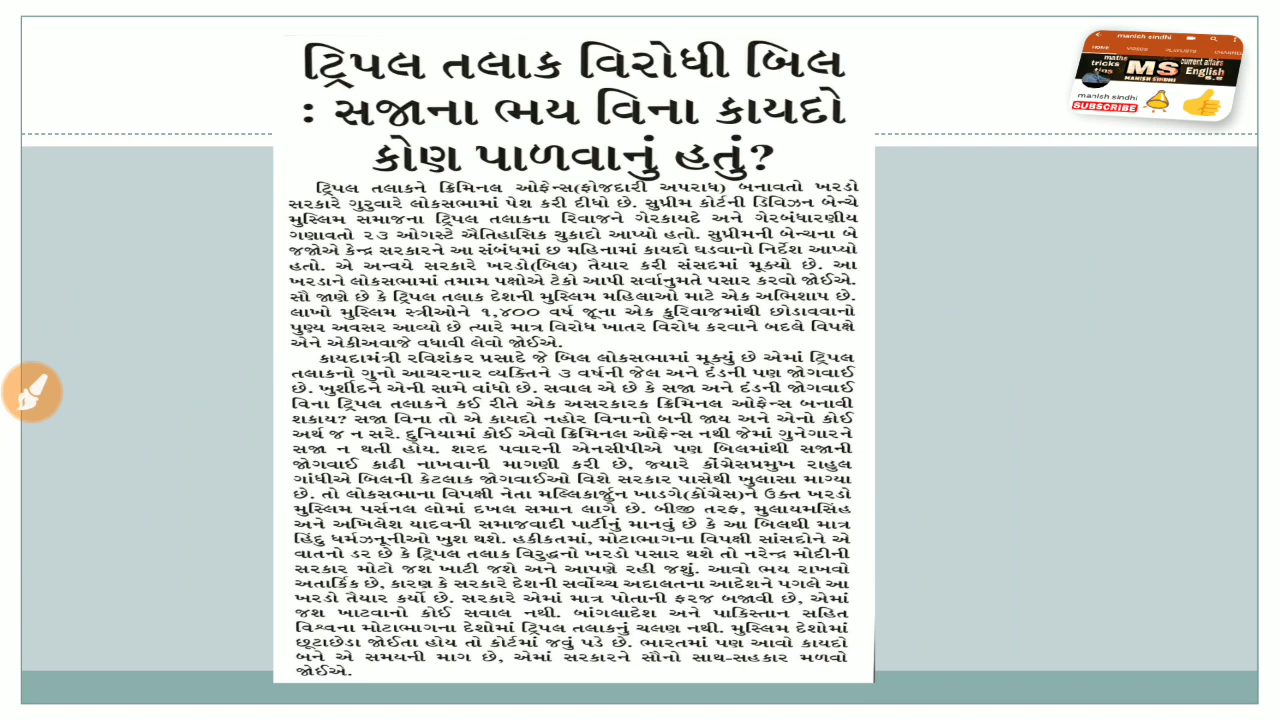 ટ્રિપલ તલાક વિરોધી બિલ
: સજાના ભય વિના કાયદો
કોણ પાળવાનું હતું?
ટ્રિપલ તલાકને ક્રિમિનલ ઓફેન્સ(ફોજદારી અપરાધ) બનાવતો ખરડો
સરકારે ગુરુવારે લોકસભામાં પેશ કરી દીધો છે. સુપ્રીમ કોર્ટની ડિવિઝન બેન્ચે
મુસ્લિમ સમાજના ટ્રિપલ તલાકના રિવાજને ગેરકાયદે અને ગેરબંધારણીય
ગણાવતો ૨૩ ઓગસ્ટે ઐતિહાસિક ચુકાદો આપ્યો હતો. સુપ્રીમની બેન્ચના બે
જજોએ કેન્દ્ર સરકારને આ સંબંધમાં છ મહિનામાં કાયદો ઘડવાનો નિર્દેશ આપ્યો
હતો. એ અન્વયે સરકારે ખરડો(બિલ) તૈયાર કરી સંસદમાં મૂક્યો છે. આ
ખરડાને લોકસભામાં તમામ પક્ષોએ ટેકો આપી સર્વાનુમતે પસાર કરવો જોઈએ.
સૌ જાણે છે કે ટ્રિપલ તલાક દેશની મુસ્લિમ મહિલાઓ માટે એક અભિશાપ છે.
લાખો મુસ્લિમ સ્ત્રીઓને ૧,૪૦૦ વર્ષ જૂના એક કુરિવાજમાંથી છોડાવવાનો
પુણ્ય અવસર આવ્યો છે ત્યારે માત્ર વિરોધ ખાતર વિરોધ કરવાને બદલે વિપક્ષે
એને એકીઅવાજે વધાવી લેવો જોઈએ.
કાયદામંત્રી રવિશંકર પ્રસાદે જે બિલ લોકસભામાં મૂક્યું છે એમાં ટ્રિપલ
તલાકનો ગુનો આચરનાર વ્યક્તિને ૩ વર્ષની જેલ અને દંડની પણ જોગવાઈ
છે. ખુર્શીદને એની સામે વાંધો છે. સવાલ એ છે કે સજા અને દંડની જોગવાઈ
વિના ટ્રિપલ તલાકને કઈ રીતે એક અસરકારક ક્રિમિનલ ઓફેન્સ બનાવી
શકાય? સજા વિના તો એ કાયદો નહોર વિનાનો બની જાય અને એનો કોઈ
અર્થ જ ન સરે. દુનિયામાં કોઈ એવો ક્રિમિનલ ઓફેન્સ નથી જેમાં ગુનેગારને
સજા ન થતી હોય. શરદ પવારની એનસીપીએ પણ બિલમાંથી સજાની
જોગવાઈ કાઢી નાખવાની માગણી કરી છે, જ્યારે કોંગ્રેસપ્રમુખ રાહુલ
ગાંધીએ બિલની કેટલાક જોગવાઈઓ વિશે સરકાર પાસેથી ખુલાસા માગ્યા
છે. તો લોકસભાના વિપક્ષી નેતા મલ્લિકાર્જુન ખાડગે(કોંગ્રેસ)ને ઉક્ત ખરડો
મુસ્લિમ પર્સનલ લોમાં દખલ સમાન લાગે છે. બીજી તરફ, મુલાયમસિંહ
અને અખિલેશ યાદવની સમાજવાદી પાર્ટીનું માનવું છે કે આ બિલથી માત્ર
હિંદુ ધર્મઝનૂનીઓ ખુશ થશે. હકીકતમાં, મોટાભાગના વિપક્ષી સાંસદોને એ
વાતનો ડર છે કે ટ્રિપલ તલાક વિરુદ્ધનો ખરડો પસાર થશે તો નરેન્દ્ર મોદીની
સરકાર મોટો જશ ખાટી જશે અને આપણે રહી જશું. આવો ભય રાખવો
અતાર્કિક છે, કારણ કે સરકારે દેશની સર્વોચ્ચ અદાલતના આદેશને પગલે આ
ખરડો તૈયાર કર્યો છે. સરકારે એમાં માત્ર પોતાની ફરજ બજાવી છે, એમાં
જશ ખાટવાનો કોઈ સવાલ નથી. બાંગલાદેશ અને પાકિસ્તાન સહિત
વિશ્વના મોટાભાગના દેશોમાં ટ્રિપલ તલાકનું ચલણ નથી. મુસ્લિમ દેશોમાં
છૂટાછેડા જોઈતા હોય તો કોર્ટમાં જવું પડે છે. ભારતમાં પણ આવો કાયદો
બને એ સમયની માગ છે, એમાં સરકારને સૌનો સાથ-સહકાર મળવો
જોઈએ.
manish sindhi
HOME VIDEOS PLAYLISTS
maths tricks tips
MS
MANISH SINDHI
current affairs
English
manish sindhi
SUBSCRIBE